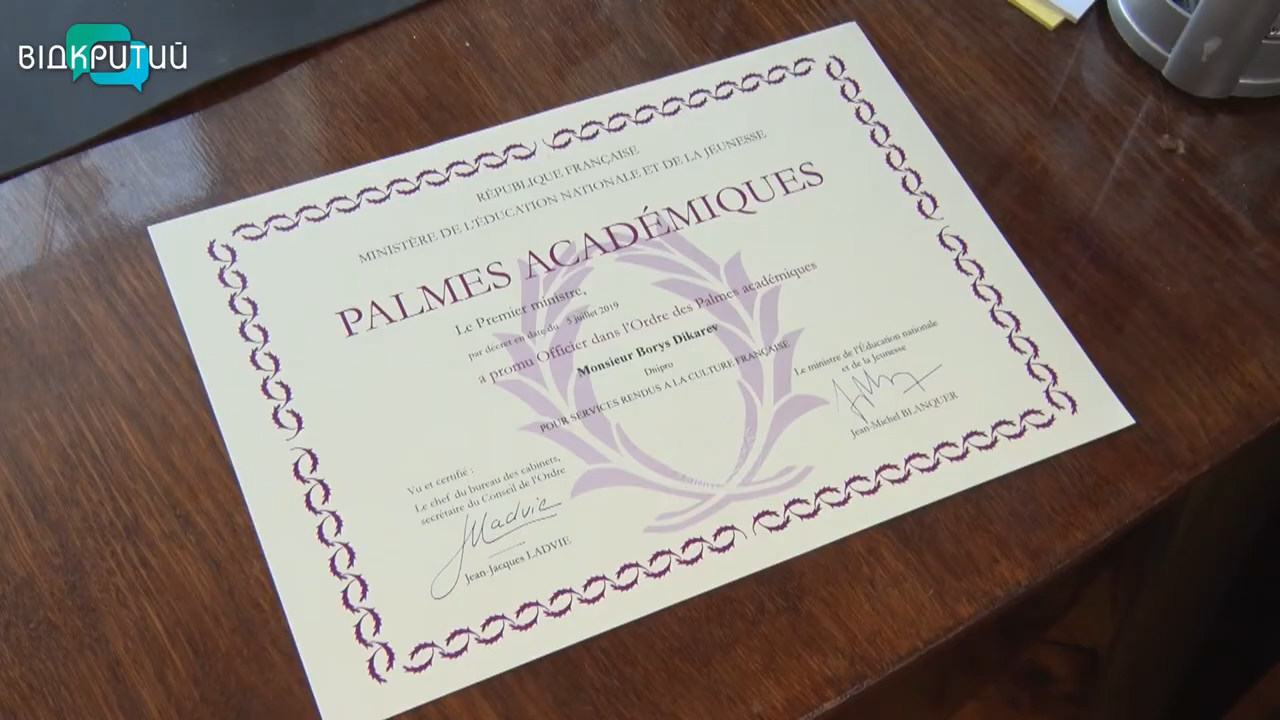 ВІДКРИТИЙ
RÉPUBLIQUE FRANÇAISE
MINISTÈRE DE L'ÉDUCATION NATIONALE ET DE LA JEUNESSE
PALMES ACADÉMIQUES
Le Premier ministre,
par décret en date du 5 juillet 2019
a promu Officier dans l'Ordre des Palmes académiques
Monsieur Borys Dikarev
Dnipro
POUR SERVICES RENDUS A LA CULTURE FRANÇAISE
Le ministre de l'Éducation nationale
et de la Jeunesse
Jean-Michel BLANQUER
Vu et certifié :
Le chef du bureau des cabinets,
secrétaire du Conseil de l'Ordre
Jean-Jacques LADVIE